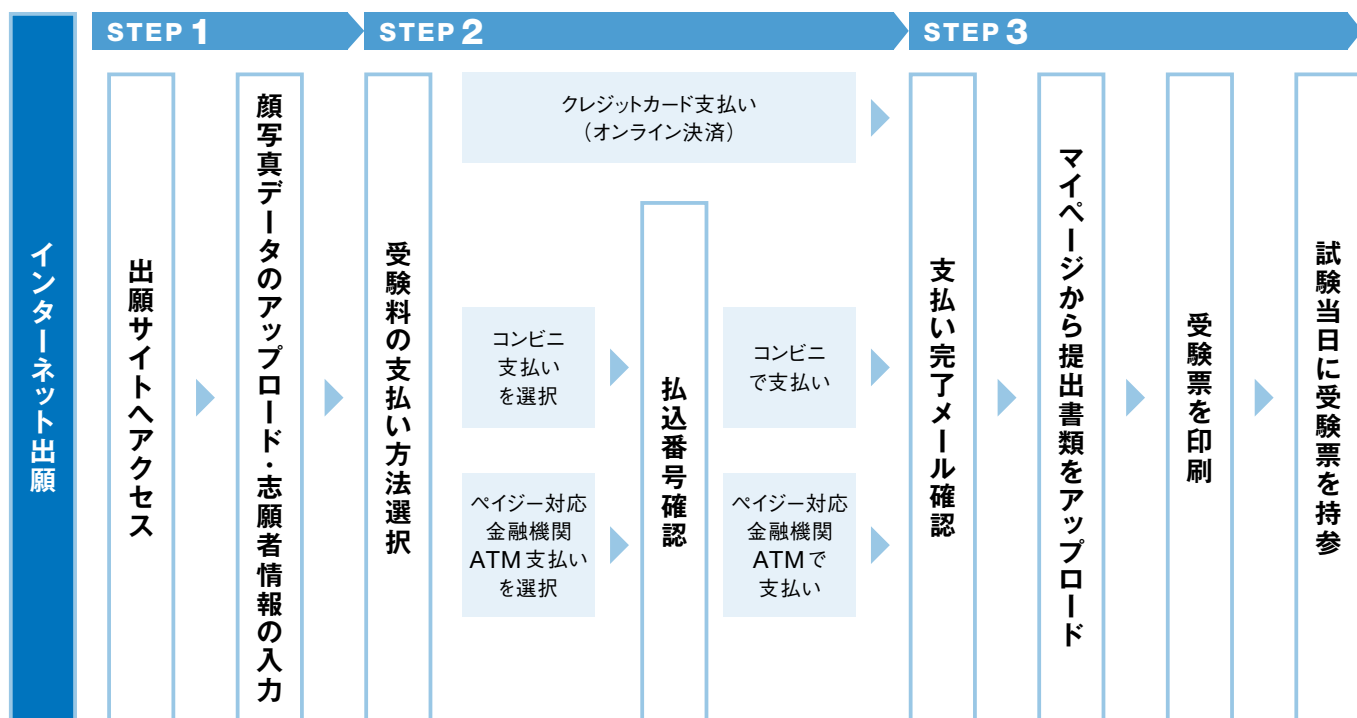 インターネット出願
STEP 1
出願サイトへアクセス
顔写真データのアップロード・志願者情報の入力
STEP 2
受験料の支払い方法選択
クレジットカード支払い
（オンライン決済）
コンビニ
支払い
を選択
ペイジー対応
金融機関
ATM支払い
を選択
払込番号確認
コンビニ
で支払い
ペイジー対応
金融機関
ATMで
支払い
STEP 3
支払い完了メール確認
マイページから提出書類をアップロード
受験票を印刷
試験当日に受験票を持参